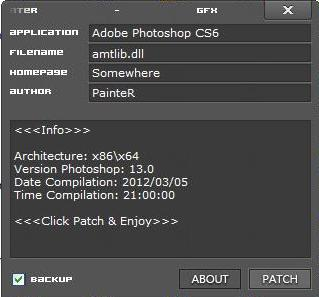 NTER - GFX X
APPLICATION Adobe Photoshop CS6
FILENAME amtlib.dll
HOMEPAGE Somewhere
AUTHOR PainteR
<<<Info>>>
Architecture: x86\x64
Version Photoshop: 13.0
Date Compilation: 2012/03/05
Time Compilation: 21:00:00
<<<Click Patch & Enjoy>>>
BACKUP ABOUT PATCH